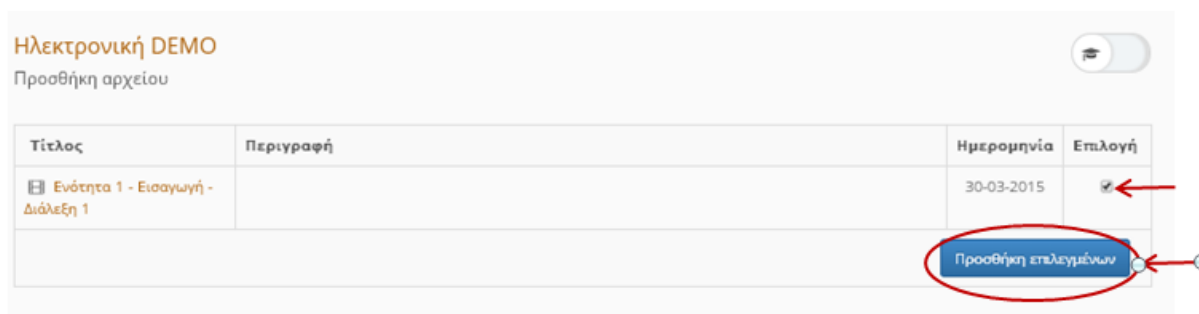 Ηλεκτρονική DEMO
Προσθήκη αρχείου
Τίτλος Περιγραφή Ημερομηνία Επιλογή
Ενότητα 1 - Εισαγωγή - 30-03-2015
Διάλεξη 1
Προσθήκη επιλεγμένων